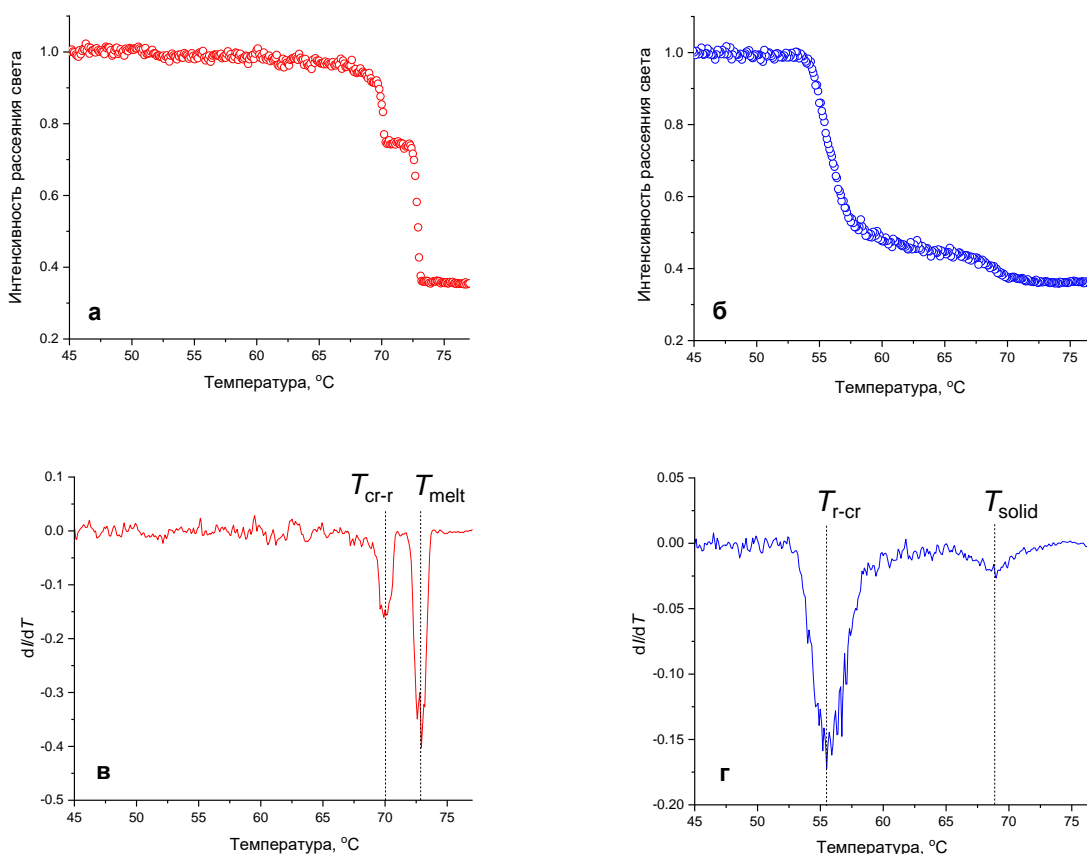 1.0
0.8
0.6
0.4
0.2
Интенсивность рассеяния света
а
45 50 55 60 65 70 75
Температура, °C
1.0
0.8
0.6
0.4
0.2
Интенсивность рассеяния света
б
45 50 55 60 65 70 75
Температура, °C
0.1
0.0
-0.1
-0.2
-0.3
-0.4
-0.5
dI/dT
Tcr-r Tmelt
в
45 50 55 60 65 70 75
Температура, °C
0.05
0.00
-0.05
-0.10
-0.15
-0.20
dI/dT
Tr-cr Tsolid
г
45 50 55 60 65 70 75
Температура, °C